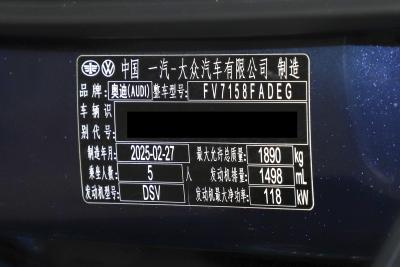 中国 一汽-大众汽车有限公司 制造
品牌: 奥迪(AUDI) 整车型号: FV7158FADEG
车辆识
别代号:
制造年月 2025-02-27 最大允许总质量: 1890 kg
乘坐人数 5 人 发动机排量: 1498 mL
发动机型号: DSV 发动机最大净功率: 118 kW